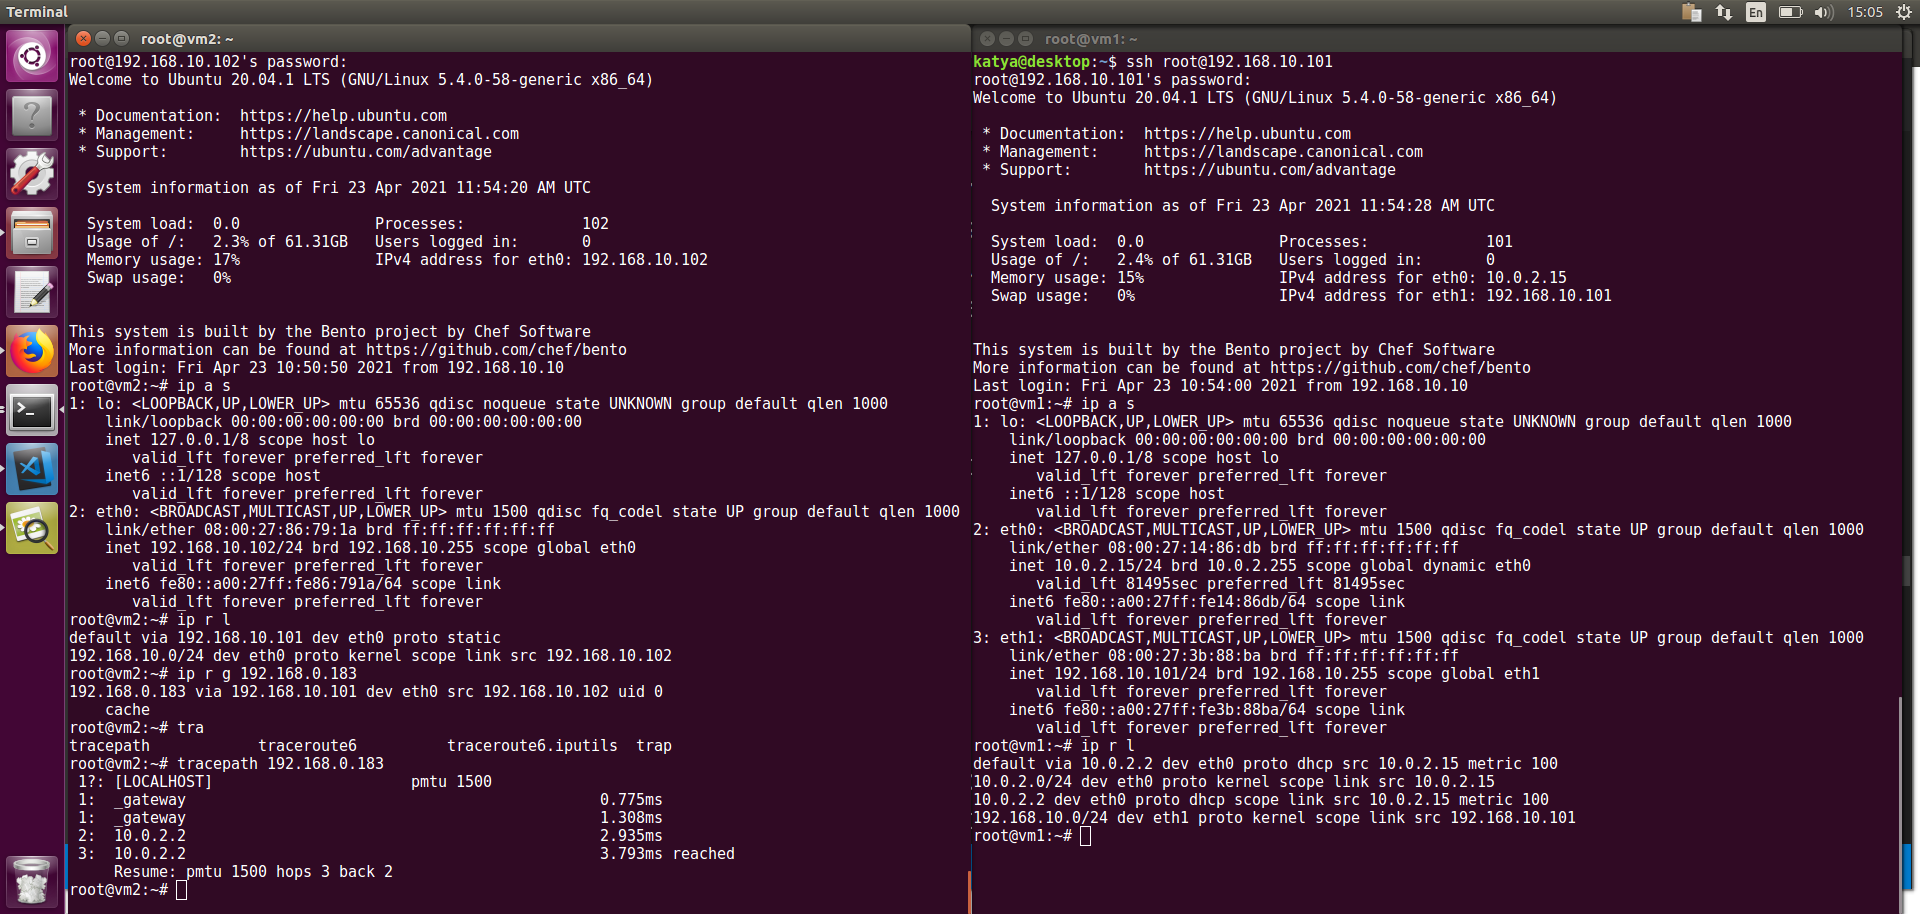 Terminal
En
15:05
root@vm2: ~
root@192.168.10.102's password:
Welcome to Ubuntu 20.04.1 LTS (GNU/Linux 5.4.0-58-generic x86_64)
* Documentation:  https://help.ubuntu.com
* Management:     https://landscape.canonical.com
* Support:        https://ubuntu.com/advantage
System information as of Fri 23 Apr 2021 11:54:20 AM UTC
System load:  0.0               Processes:             102
Usage of /:   2.3% of 61.31GB   Users logged in:       0
Memory usage: 17%               IPv4 address for eth0: 192.168.10.102
Swap usage:   0%
This system is built by the Bento project by Chef Software
More information can be found at https://github.com/chef/bento
Last login: Fri Apr 23 10:50:50 2021 from 192.168.10.10
root@vm2:~# ip a s
1: lo: <LOOPBACK,UP,LOWER_UP> mtu 65536 qdisc noqueue state UNKNOWN group default qlen 1000
link/loopback 00:00:00:00:00:00 brd 00:00:00:00:00:00
inet 127.0.0.1/8 scope host lo
valid_lft forever preferred_lft forever
inet6 ::1/128 scope host
valid_lft forever preferred_lft forever
2: eth0: <BROADCAST,MULTICAST,UP,LOWER_UP> mtu 1500 qdisc fq_codel state UP group default qlen 1000
link/ether 08:00:27:86:79:1a brd ff:ff:ff:ff:ff:ff
inet 192.168.10.102/24 brd 192.168.10.255 scope global eth0
valid_lft forever preferred_lft forever
inet6 fe80::a00:27ff:fe86:791a/64 scope link
valid_lft forever preferred_lft forever
root@vm2:~# ip r l
default via 192.168.10.101 dev eth0 proto static
192.168.10.0/24 dev eth0 proto kernel scope link src 192.168.10.102
root@vm2:~# ip r g 192.168.0.183
192.168.0.183 via 192.168.10.101 dev eth0 src 192.168.10.102 uid 0
cache
root@vm2:~# tra
tracepath            traceroute6          traceroute6.iputils  trap
root@vm2:~# tracepath 192.168.0.183
1?: [LOCALHOST]                      pmtu 1500
1:  _gateway                                              0.775ms
1:  _gateway                                              1.308ms
2:  10.0.2.2                                              2.935ms
3:  10.0.2.2                                              3.793ms reached
Resume: pmtu 1500 hops 3 back 2
root@vm2:~#
root@vm1: ~
katya@desktop:~$ ssh root@192.168.10.101
root@192.168.10.101's password:
Welcome to Ubuntu 20.04.1 LTS (GNU/Linux 5.4.0-58-generic x86_64)
* Documentation:  https://help.ubuntu.com
* Management:     https://landscape.canonical.com
* Support:        https://ubuntu.com/advantage
System information as of Fri 23 Apr 2021 11:54:28 AM UTC
System load:  0.0               Processes:             101
Usage of /:   2.4% of 61.31GB   Users logged in:       0
Memory usage: 15%               IPv4 address for eth0: 10.0.2.15
Swap usage:   0%                IPv4 address for eth1: 192.168.10.101
This system is built by the Bento project by Chef Software
More information can be found at https://github.com/chef/bento
Last login: Fri Apr 23 10:54:00 2021 from 192.168.10.10
root@vm1:~# ip a s
1: lo: <LOOPBACK,UP,LOWER_UP> mtu 65536 qdisc noqueue state UNKNOWN group default qlen 1000
link/loopback 00:00:00:00:00:00 brd 00:00:00:00:00:00
inet 127.0.0.1/8 scope host lo
valid_lft forever preferred_lft forever
inet6 ::1/128 scope host
valid_lft forever preferred_lft forever
2: eth0: <BROADCAST,MULTICAST,UP,LOWER_UP> mtu 1500 qdisc fq_codel state UP group default qlen 1000
link/ether 08:00:27:14:86:db brd ff:ff:ff:ff:ff:ff
inet 10.0.2.15/24 brd 10.0.2.255 scope global dynamic eth0
valid_lft 81495sec preferred_lft 81495sec
inet6 fe80::a00:27ff:fe14:86db/64 scope link
valid_lft forever preferred_lft forever
3: eth1: <BROADCAST,MULTICAST,UP,LOWER_UP> mtu 1500 qdisc fq_codel state UP group default qlen 1000
link/ether 08:00:27:3b:88:ba brd ff:ff:ff:ff:ff:ff
inet 192.168.10.101/24 brd 192.168.10.255 scope global eth1
valid_lft forever preferred_lft forever
inet6 fe80::a00:27ff:fe3b:88ba/64 scope link
valid_lft forever preferred_lft forever
root@vm1:~# ip r l
default via 10.0.2.2 dev eth0 proto dhcp src 10.0.2.15 metric 100
10.0.2.0/24 dev eth0 proto kernel scope link src 10.0.2.15
10.0.2.2 dev eth0 proto dhcp scope link src 10.0.2.15 metric 100
192.168.10.0/24 dev eth1 proto kernel scope link src 192.168.10.101
root@vm1:~#